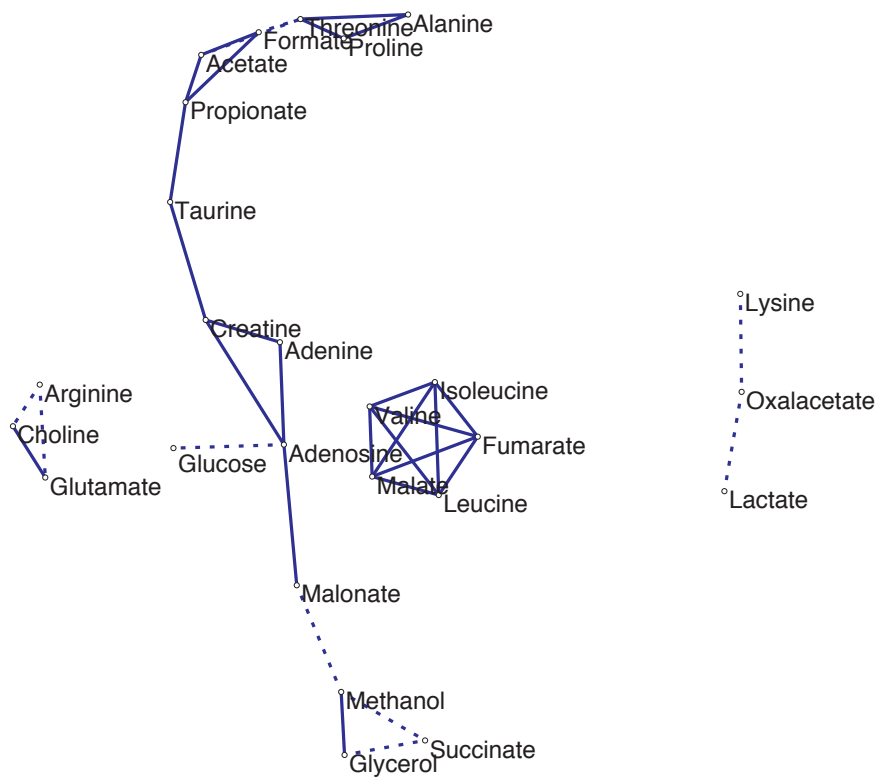 Alanine
Threonine
Formate
Proline
Acetate
Propionate
Taurine
Lysine
Creatine
Adenine
Isoleucine
Arginine
Oxalacetate
Valine
Choline
Fumarate
Adenosine
Glucose
Glutamate
Malate
Leucine
Lactate
Malonate
Methanol
Succinate
Glycerol